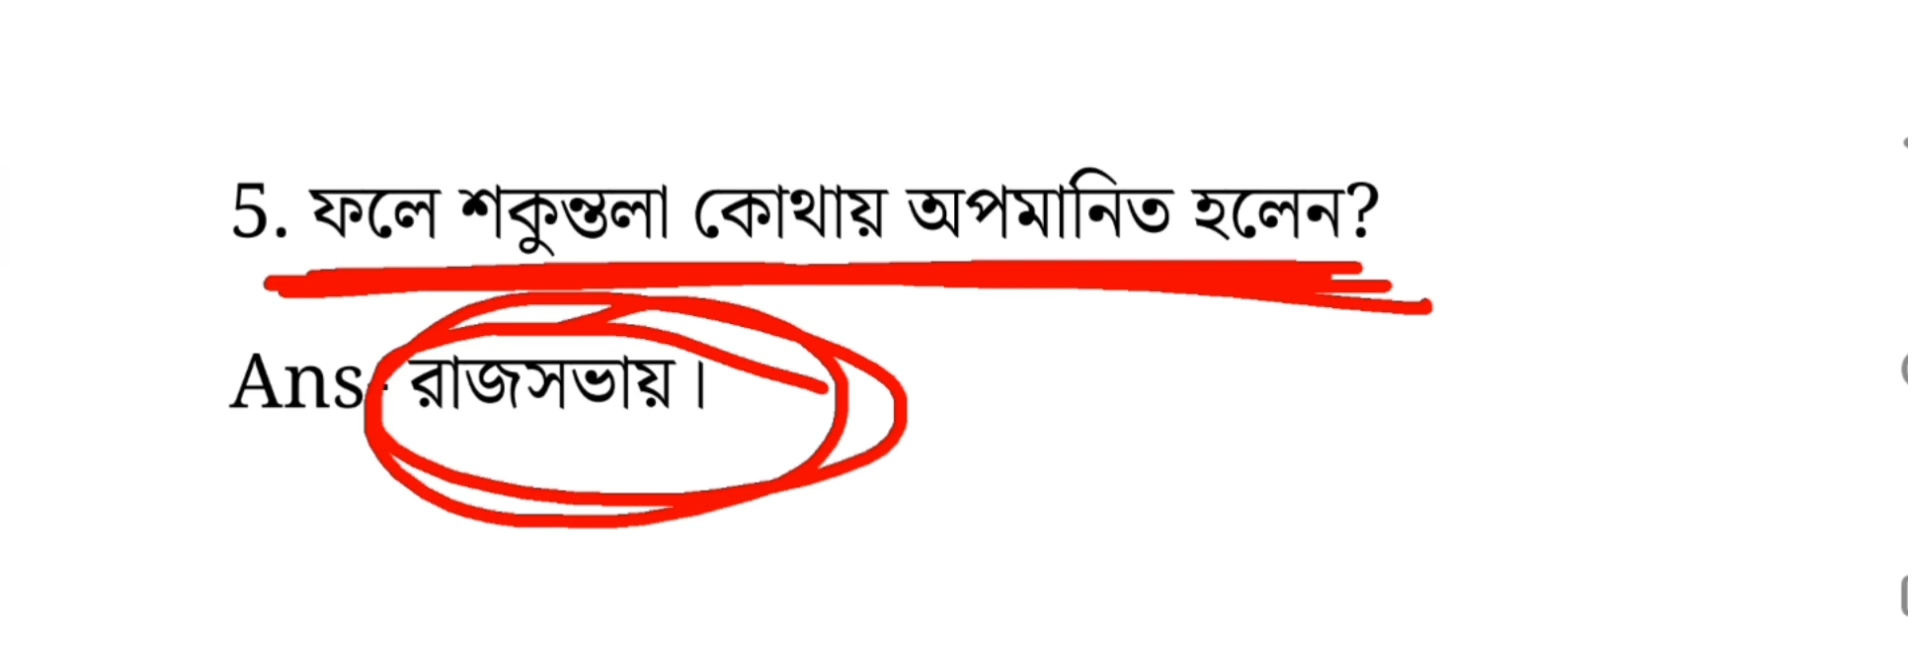 5. ফলে শকুন্তলা কোথায় অপমানিত হলেন?
Ans- রাজসভায়।